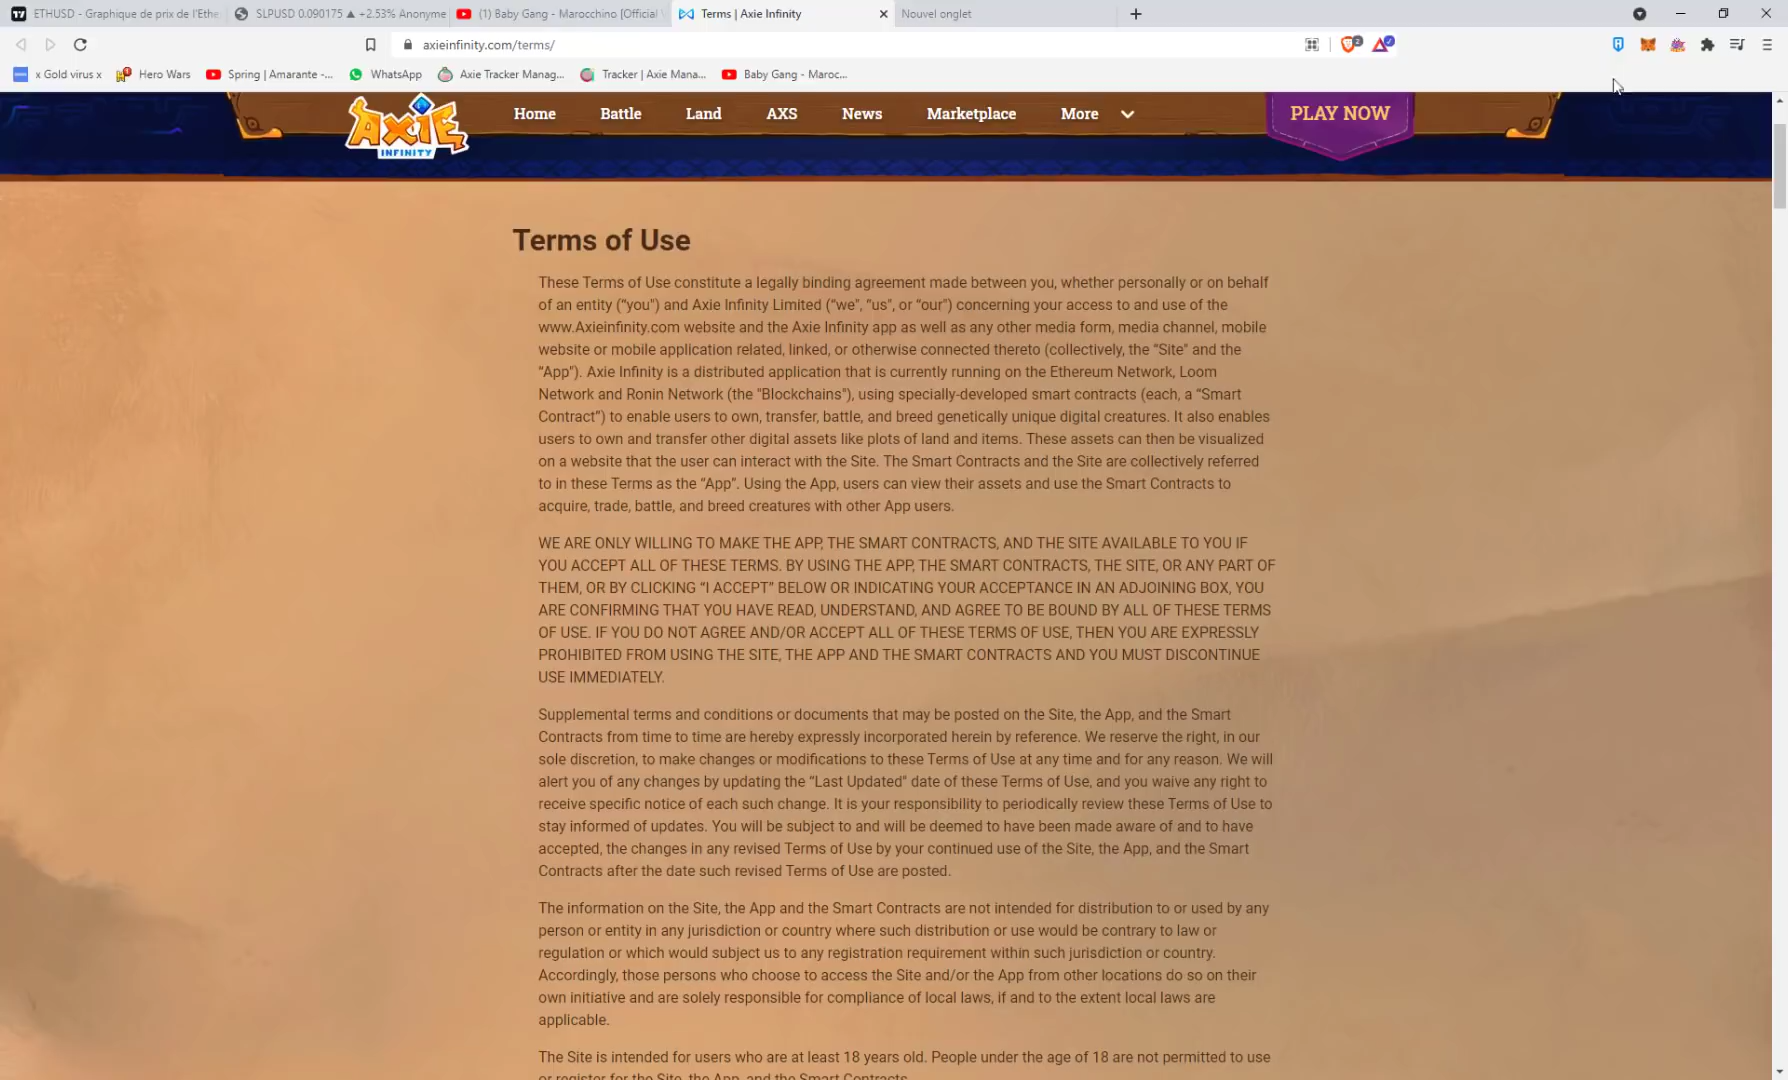 ETHUSD - Graphique de prix de l'Ethe
SLPUSD 0.090175 ▲ +2.53% Anonyme
(1) Baby Gang - Marocchino [Official
Terms | Axie Infinity
Nouvel onglet
axieinfinity.com/terms/
2
x Gold virus x
Hero Wars
Spring | Amarante -...
WhatsApp
Axie Tracker Manag...
Tracker | Axie Mana...
Baby Gang - Maroc...
AXIE
INFINITY
Home
Battle
Land
AXS
News
Marketplace
More
PLAY NOW
Terms of Use
These Terms of Use constitute a legally binding agreement made between you, whether personally or on behalf
of an entity (“you”) and Axie Infinity Limited (“we”, “us”, or “our”) concerning your access to and use of the
www.Axieinfinity.com website and the Axie Infinity app as well as any other media form, media channel, mobile
website or mobile application related, linked, or otherwise connected thereto (collectively, the "Site" and the
“App”). Axie Infinity is a distributed application that is currently running on the Ethereum Network, Loom
Network and Ronin Network (the "Blockchains"), using specially-developed smart contracts (each, a “Smart
Contract”) to enable users to own, transfer, battle, and breed genetically unique digital creatures. It also enables
users to own and transfer other digital assets like plots of land and items. These assets can then be visualized
on a website that the user can interact with the Site. The Smart Contracts and the Site are collectively referred
to in these Terms as the “App”. Using the App, users can view their assets and use the Smart Contracts to
acquire, trade, battle, and breed creatures with other App users.
WE ARE ONLY WILLING TO MAKE THE APP, THE SMART CONTRACTS, AND THE SITE AVAILABLE TO YOU IF
YOU ACCEPT ALL OF THESE TERMS. BY USING THE APP, THE SMART CONTRACTS, THE SITE, OR ANY PART OF
THEM, OR BY CLICKING “I ACCEPT” BELOW OR INDICATING YOUR ACCEPTANCE IN AN ADJOINING BOX, YOU
ARE CONFIRMING THAT YOU HAVE READ, UNDERSTAND, AND AGREE TO BE BOUND BY ALL OF THESE TERMS
OF USE. IF YOU DO NOT AGREE AND/OR ACCEPT ALL OF THESE TERMS OF USE, THEN YOU ARE EXPRESSLY
PROHIBITED FROM USING THE SITE, THE APP AND THE SMART CONTRACTS AND YOU MUST DISCONTINUE
USE IMMEDIATELY.
Supplemental terms and conditions or documents that may be posted on the Site, the App, and the Smart
Contracts from time to time are hereby expressly incorporated herein by reference. We reserve the right, in our
sole discretion, to make changes or modifications to these Terms of Use at any time and for any reason. We will
alert you of any changes by updating the “Last Updated” date of these Terms of Use, and you waive any right to
receive specific notice of each such change. It is your responsibility to periodically review these Terms of Use to
stay informed of updates. You will be subject to and will be deemed to have been made aware of and to have
accepted, the changes in any revised Terms of Use by your continued use of the Site, the App, and the Smart
Contracts after the date such revised Terms of Use are posted.
The information on the Site, the App and the Smart Contracts are not intended for distribution to or used by any
person or entity in any jurisdiction or country where such distribution or use would be contrary to law or
regulation or which would subject us to any registration requirement within such jurisdiction or country.
Accordingly, those persons who choose to access the Site and/or the App from other locations do so on their
own initiative and are solely responsible for compliance of local laws, if and to the extent local laws are
applicable.
The Site is intended for users who are at least 18 years old. People under the age of 18 are not permitted to use
or register for the Site, the App, and the Smart Contracts.